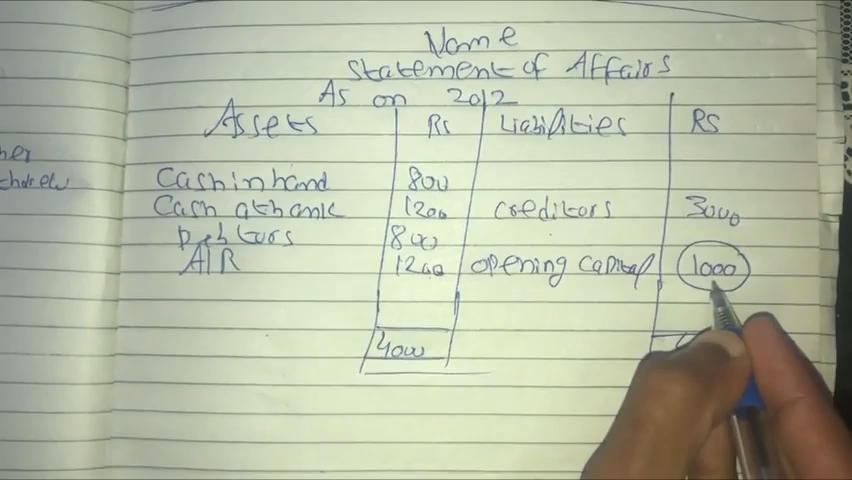 Name
Statement of Affairs
As on 2012
Assets Rs Liabilities RS
Cash in hand 800
Cash at bank 1200 creditors 3000
Debtors 800
A/R 1200 opening capital 1000
4000